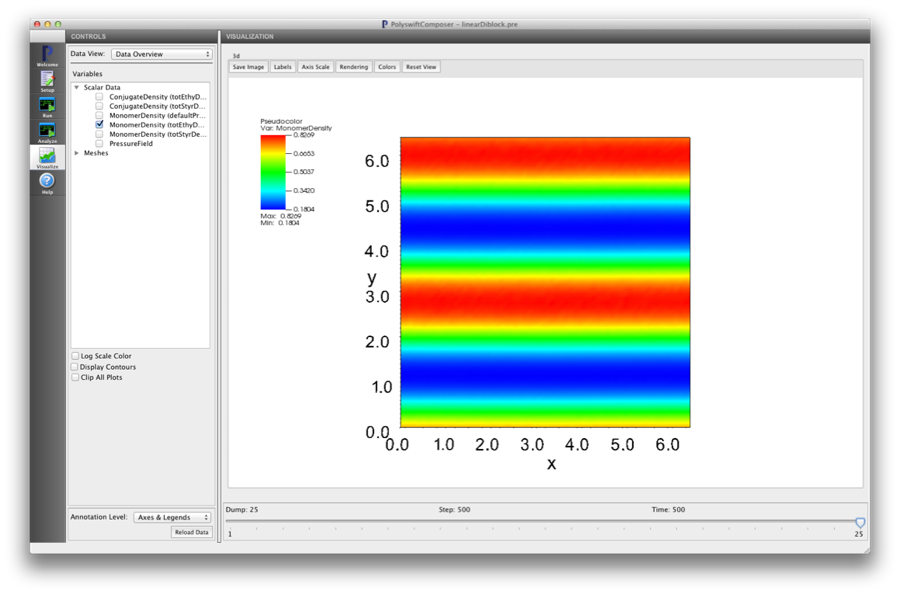 PolyswiftComposer - linearDiblock.pre
CONTROLS
VISUALIZATION
Welcome
Setup
Run
Analyze
Visualize
Help
Data View: Data Overview
Variables
Scalar Data
ConjugateDensity (totEthyD...
ConjugateDensity (totStyrD...
MonomerDensity (defaultPr...
MonomerDensity (totEthyD...
MonomerDensity (totStyrDe...
PressureField
Meshes
Log Scale Color
Display Contours
Clip All Plots
Annotation Level: Axes & Legends
Reload Data
3d
Save Image Labels Axis Scale Rendering Colors Reset View
Pseudocolor
Var: MonomerDensity
0.8269
0.6653
0.5037
0.3420
0.1804
Max: 0.8269
Min: 0.1804
6.0
5.0
4.0
y
3.0
2.0
1.0
0.0
0.0 1.0 2.0 3.0 4.0 5.0 6.0
x
Dump: 25 Step: 500 Time: 500
1 25